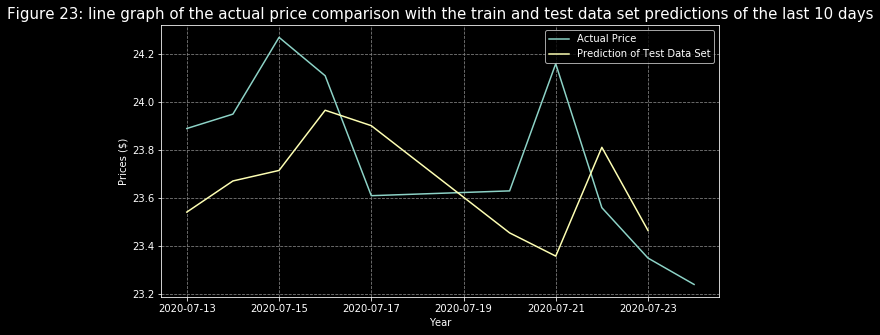 Figure 23: line graph of the actual price comparison with the train and test data set predictions of the last 10 days
Actual Price
Prediction of Test Data Set
24.2
24.0
23.8
23.6
23.4
23.2
Prices ($)
2020-07-13 2020-07-15 2020-07-17 2020-07-19 2020-07-21 2020-07-23
Year